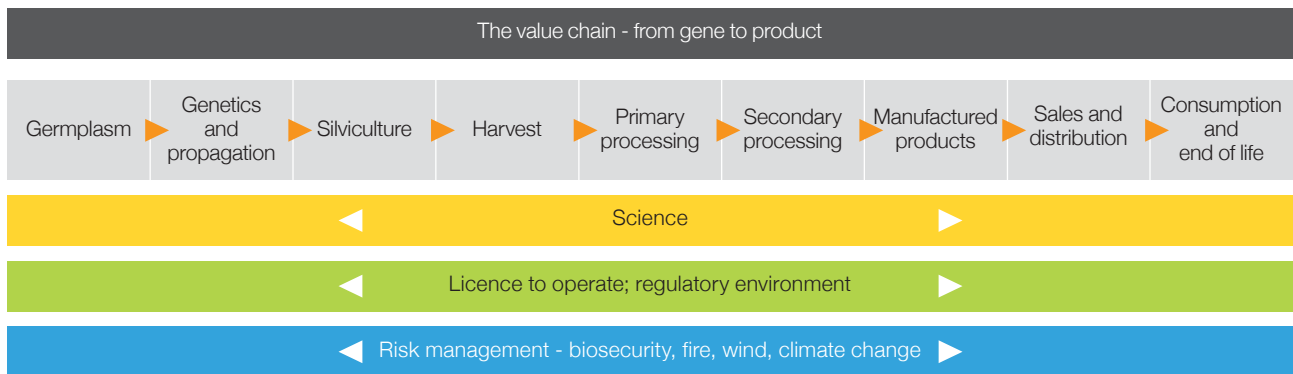 The value chain - from gene to product
Germplasm
Genetics
and
propagation
Silviculture
Harvest
Primary
processing
Secondary
processing
Manufactured
products
Sales and
distribution
Consumption
and
end of life
Science
Licence to operate; regulatory environment
Risk management - biosecurity, fire, wind, climate change